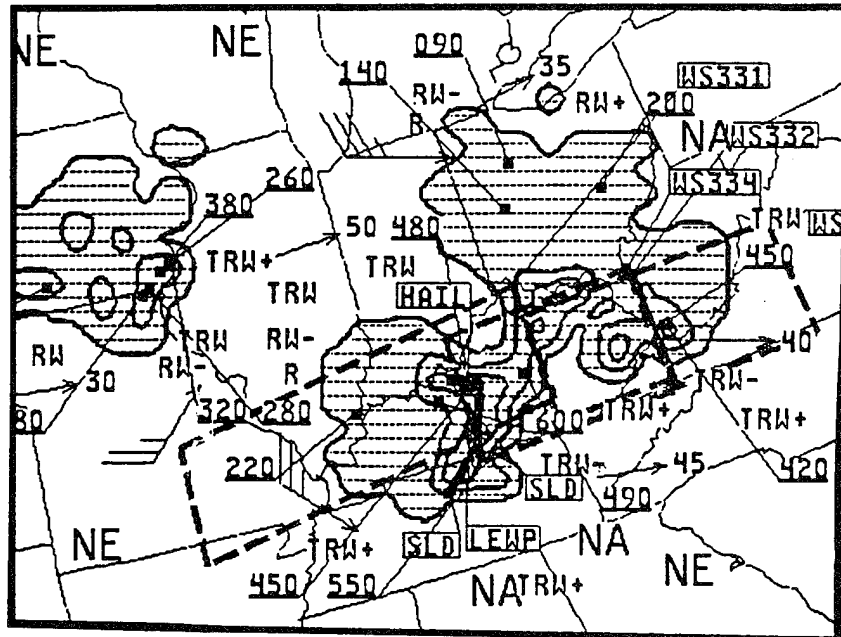 NE
NE
090
35
WS331
140
RW-
RW+
200
R
NA
WS332
260
WS334
380
TRW-
WS
50
480
450
TRW+
TRW
TRW
HAIL
TRW
RW-
40
RW
RW-
R
30
TRW-
80
320
280
600
TRW+
TRW+
220
TRW-
45
420
SLD
490
NE
TRW+
SLD
LEWP
NA
NE
450
550
NA
TRW+